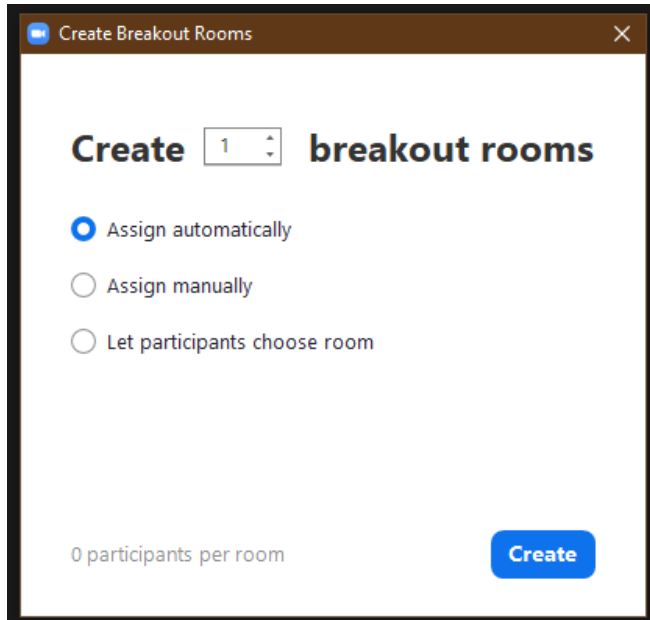 Create Breakout Rooms
Create 1 breakout rooms
Assign automatically
Assign manually
Let participants choose room
0 participants per room Create